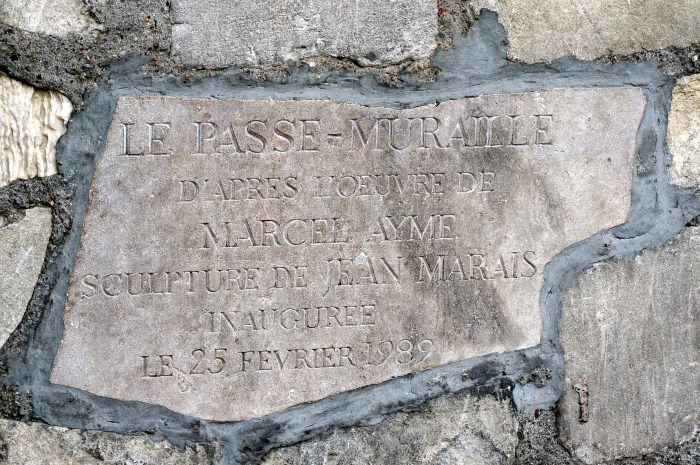 LE PASSE-MURAILLE
D'APRES L'OEUVRE DE
MARCEL AYME
SCULPTURE DE JEAN MARAIS
INAUGUREE
LE 25 FEVRIER 1989